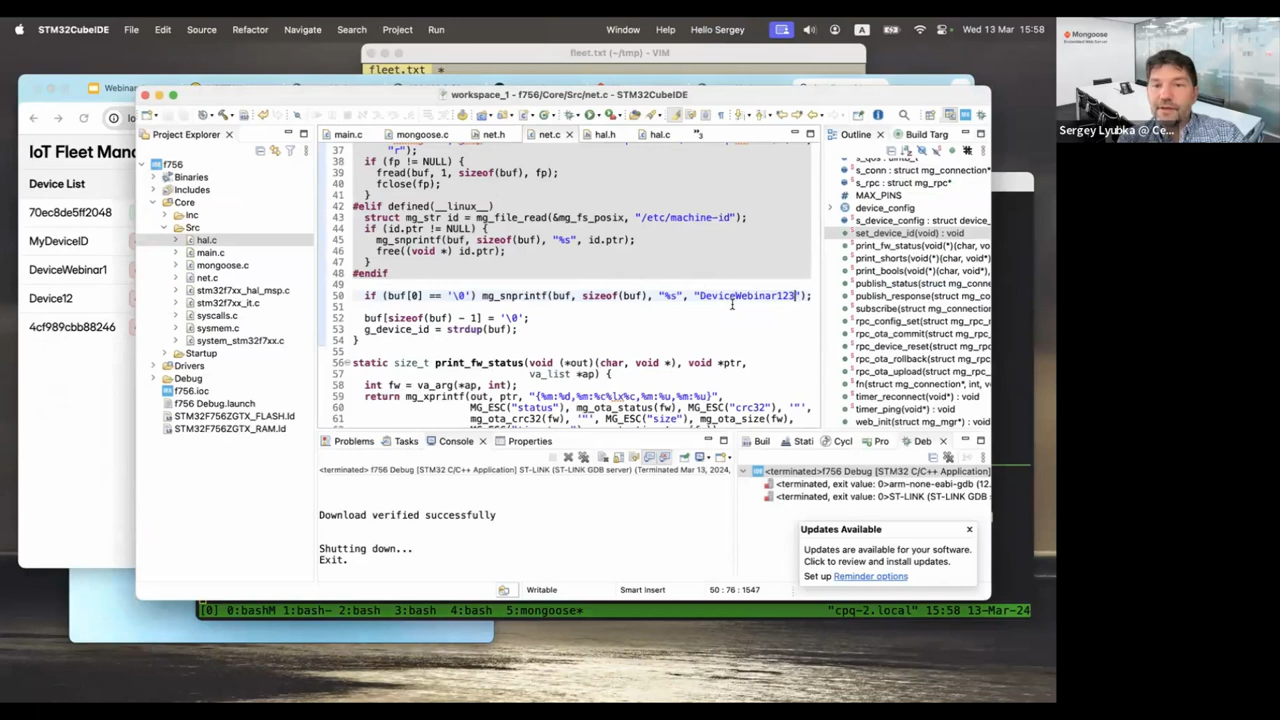 STM32CubeIDE File Edit Source Refactor Navigate Search Project Run Window Help Hello Sergey A Wed 13 Mar 15:58
Mongoose
Sergey Lyubka @ Ce...
fleet.txt (~/tmp) - VIM
fleet.txt *
Webinar
workspace_1 - f756/Core/Src/net.c - STM32CubeIDE
IoT Fleet Man
Device List
70ec8de5ff2048
MyDeviceID
DeviceWebinar1
Device12
4cf989cbb88246
Project Explorer
f756
Binaries
Includes
Core
Inc
Src
hal.c
main.c
mongoose.c
net.c
stm32f7xx_hal_msp.c
stm32f7xx_it.c
syscalls.c
sysmem.c
system_stm32f7xx.c
Startup
Drivers
Debug
f756.ioc
f756 Debug.launch
STM32F756ZGTX_FLASH.ld
STM32F756ZGTX_RAM.ld
main.c mongoose.c net.h net.c hal.h hal.c 3
37 "r");
38 if (fp != NULL) {
39 fread(buf, 1, sizeof(buf), fp);
40 fclose(fp);
41 }
42 #elif defined(__linux__)
43 struct mg_str id = mg_file_read(&mg_fs_posix, "/etc/machine-id");
44 if (id.ptr != NULL) {
45 mg_snprintf(buf, sizeof(buf), "%s", id.ptr);
46 free((void *) id.ptr);
47 }
48 #endif
49
50 if (buf[0] == '\0') mg_snprintf(buf, sizeof(buf), "%s", "DeviceWebinar123");
51
52 buf[sizeof(buf) - 1] = '\0';
53 g_device_id = strdup(buf);
54 }
55
56 static size_t print_fw_status(void (*out)(char, void *), void *ptr,
57 va_list *ap) {
58 int fw = va_arg(*ap, int);
59 return mg_xprintf(out, ptr, "{%m:%d,%m:%c%lx%c,%m:%u,%m:%u}",
60 MG_ESC("status"), mg_ota_status(fw), MG_ESC("crc32"), '"',
61 mg_ota_crc32(fw), '"', MG_ESC("size"), mg_ota_size(fw),
Outline Build Targ
s_qos : uint8_t
s_conn : struct mg_connection*
s_rpc : struct mg_rpc*
MAX_PINS
device_config
s_device_config : struct device_
set_device_id(void) : void
print_fw_status(void(*)(char, vo
print_shorts(void(*)(char, void*
print_bools(void(*)(char, void*)
publish_status(struct mg_conne
publish_response(struct mg_con
subscribe(struct mg_connection
rpc_config_set(struct mg_rpc_r
rpc_ota_commit(struct mg_rpc_
rpc_device_reset(struct mg_rpc
rpc_ota_rollback(struct mg_rpc_
rpc_ota_upload(struct mg_rpc_r
fn(struct mg_connection*, int, v
timer_reconnect(void*) : void
timer_ping(void*) : void
web_init(struct mg_mgr*) : void
Problems Tasks Console Properties
<terminated> f756 Debug [STM32 C/C++ Application] ST-LINK (ST-LINK GDB server) (Terminated Mar 13, 2024,
Download verified successfully
Shutting down...
Exit.
Buil Stati Cycl Pro Deb
<terminated>f756 Debug [STM32 C/C++ Application]
<terminated, exit value: 0>arm-none-eabi-gdb (12.
<terminated, exit value: 0>ST-LINK (ST-LINK GDB s
Updates Available
Updates are available for your software.
Click to review and install updates.
Set up Reminder options
Writable Smart Insert 50 : 76 : 1547
[0] 0:bashM 1:bash- 2:bash 3:bash 4:bash 5:mongoose* "cpq-2.local" 15:58 13-Mar-24